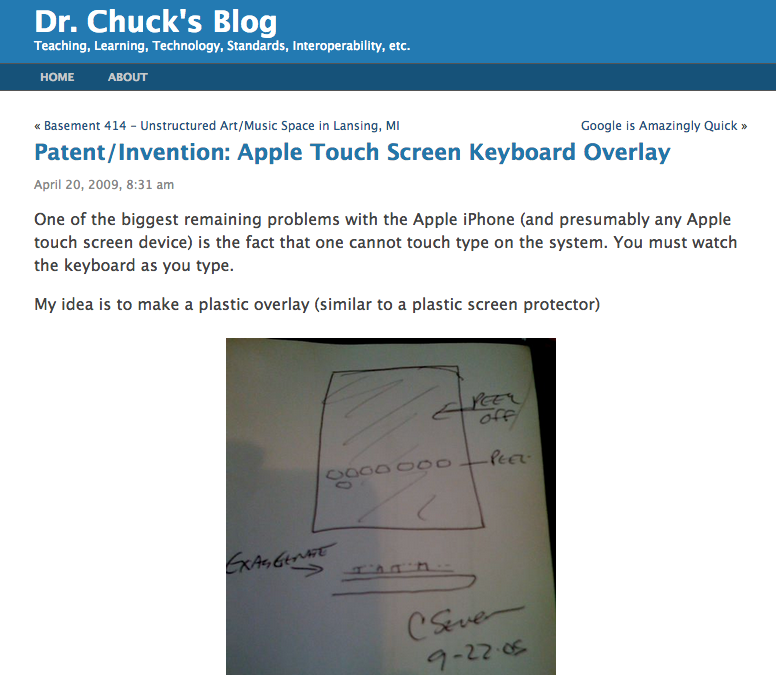 Dr. Chuck's Blog
Teaching, Learning, Technology, Standards, Interoperability, etc.
HOME ABOUT
« Basement 414 – Unstructured Art/Music Space in Lansing, MI Google is Amazingly Quick »
Patent/Invention: Apple Touch Screen Keyboard Overlay
April 20, 2009, 8:31 am
One of the biggest remaining problems with the Apple iPhone (and presumably any Apple
touch screen device) is the fact that one cannot touch type on the system. You must watch
the keyboard as you type.
My idea is to make a plastic overlay (similar to a plastic screen protector)
PEEL
OFF
PEEL
9-22-08